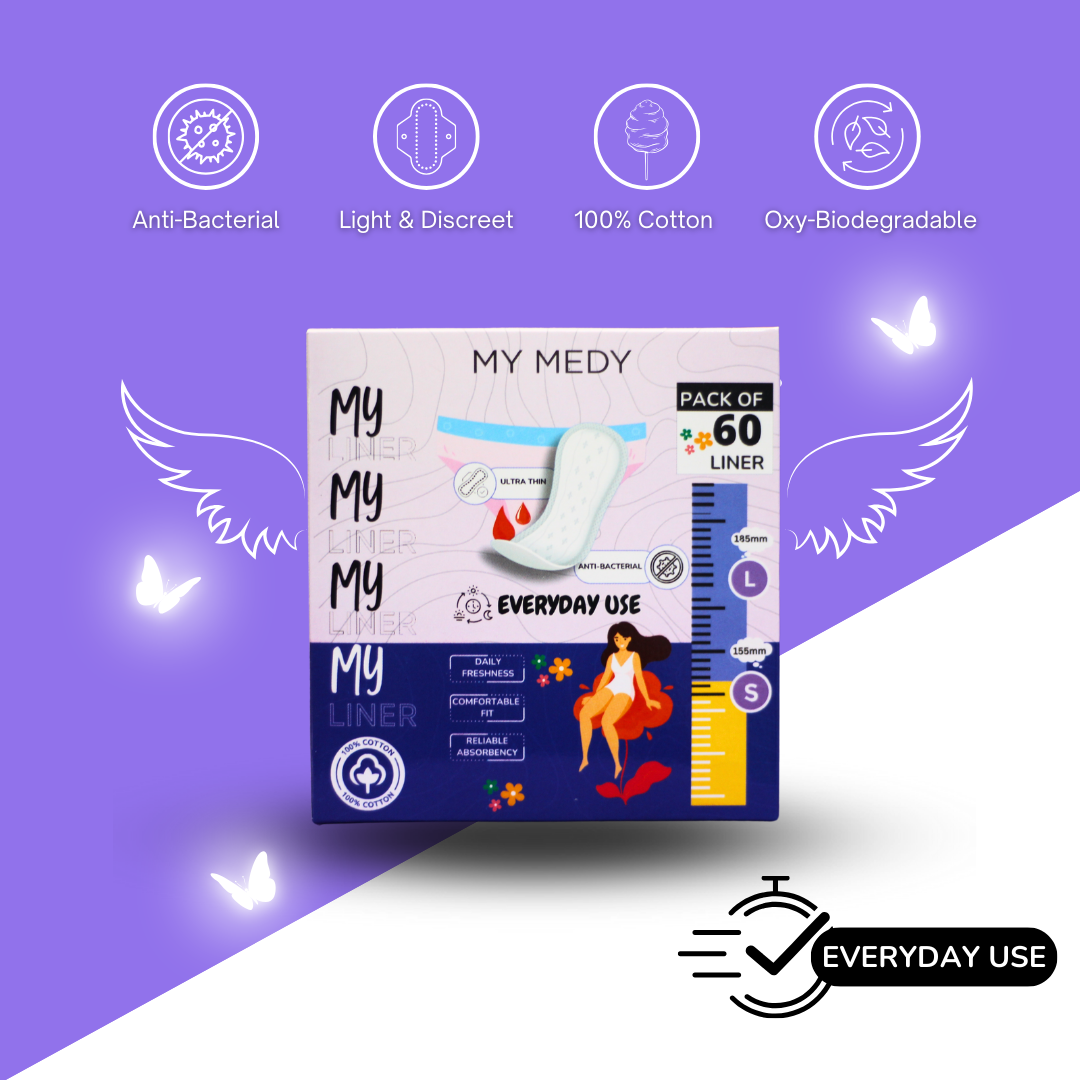 Anti-Bacterial
Light & Discreet
100% Cotton
Oxy-Biodegradable
MY MEDY
MY
LINER
MY
LINER
MY
LINER
MY
LINER
PACK OF
60
LINER
ULTRA THIN
ANTI-BACTERIAL
EVERYDAY USE
185mm
L
155mm
S
DAILY
FRESHNESS
COMFORTABLE
FIT
RELIABLE
ABSORBENCY
100% COTTON
100% COTTON
EVERYDAY USE